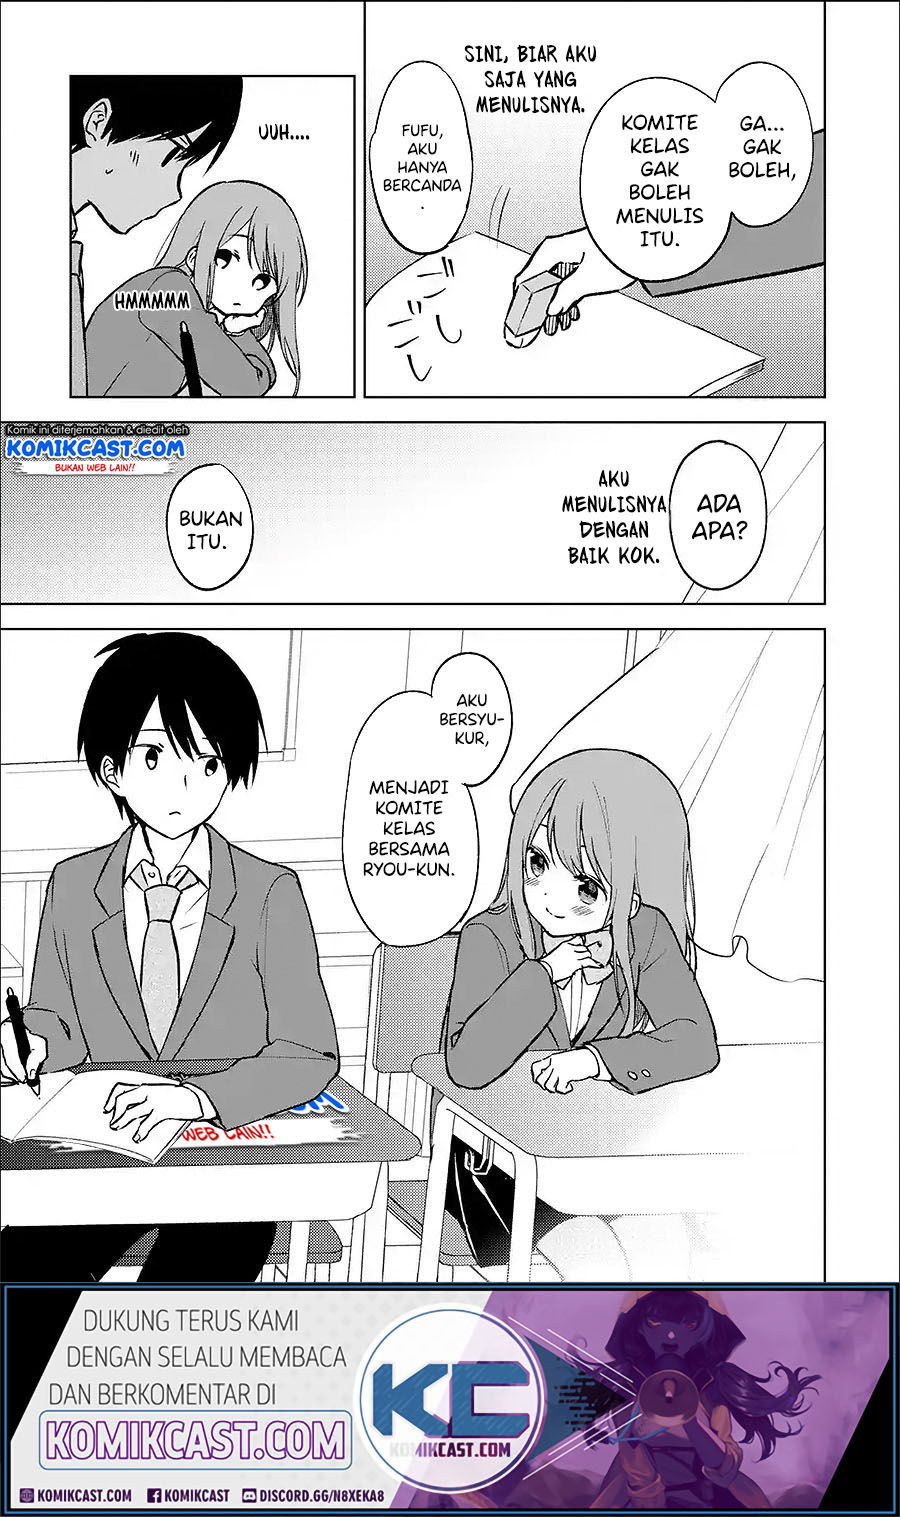 GA...
GAK
BOLEH,
KOMITE
KELAS
GAK
BOLEH
MENULIS
ITU.
SINI, BIAR AKU
SAJA YANG
MENULISNYA.
FUFU,
AKU
HANYA
BERCANDA
.
UUH....
HMMMMM
Komik ini diterjemahkan & diedit oleh
KOMIKCAST.COM
BUKAN WEB LAIN!!
ADA
APA?
AKU
MENULISNYA
DENGAN
BAIK KOK.
BUKAN
ITU.
AKU
BERSYU-
KUR,
MENJADI
KOMITE
KELAS
BERSAMA
RYOU-KUN.
WEB LAIN!!
DUKUNG TERUS KAMI
DENGAN SELALU MEMBACA
DAN BERKOMENTAR DI
KOMIKCAST.COM
KC
KOMIKCAST.COM
KOMIKCAST.COM
KOMIKCAST
DISCORD.GG/N8XEKA8